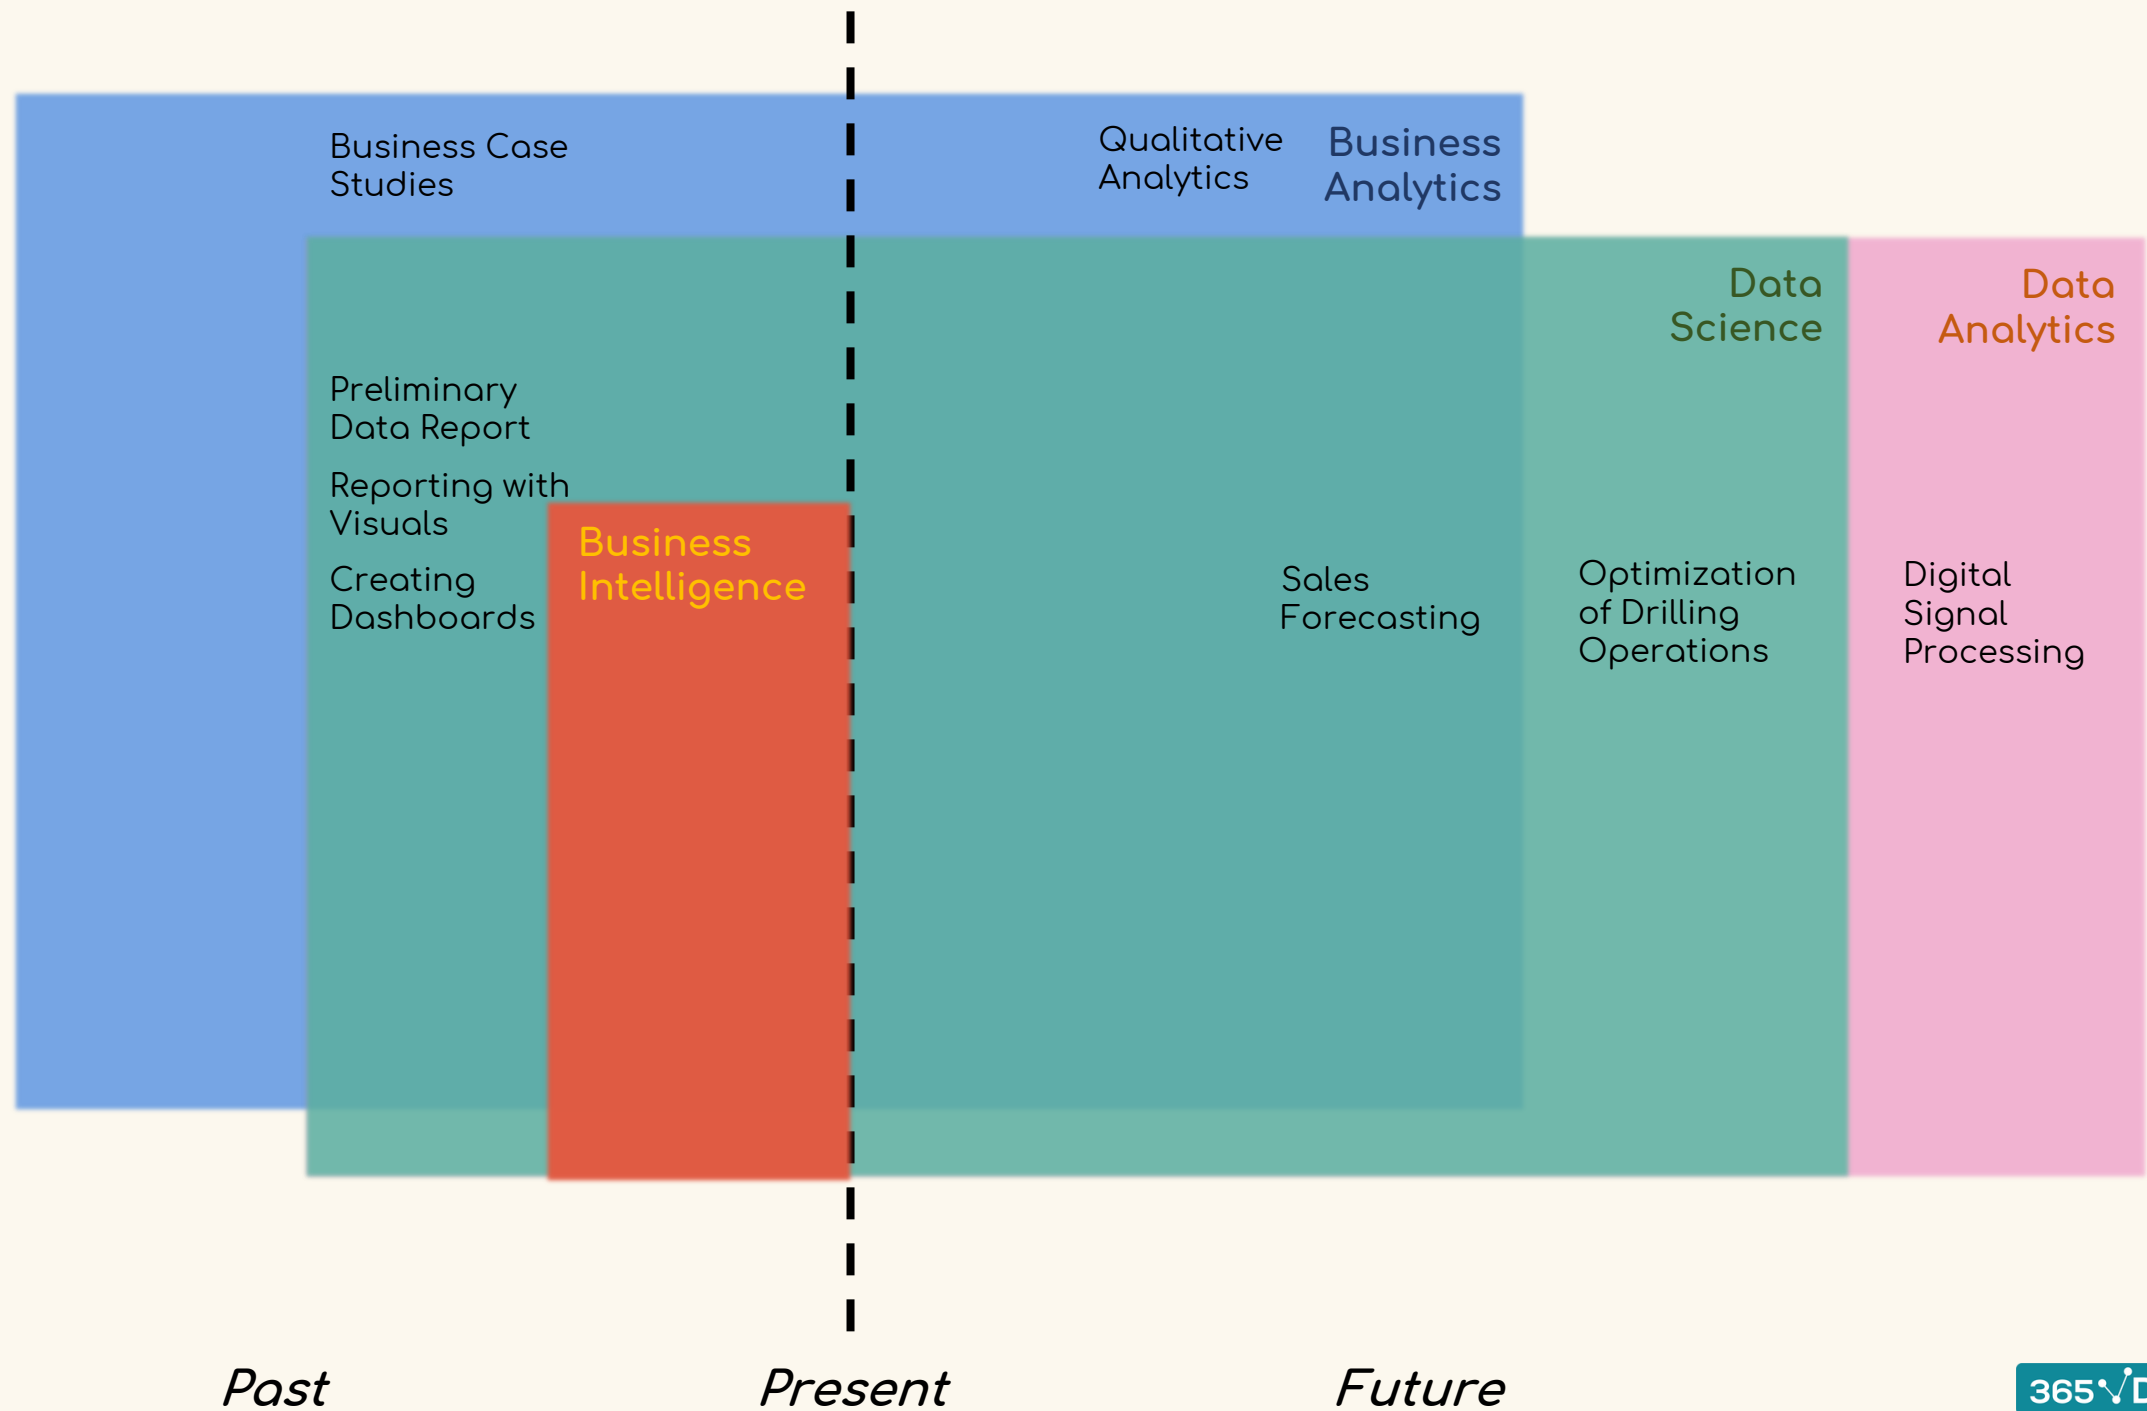 Business Case
Studies
Qualitative
Analytics
Business
Analytics
Data
Science
Data
Analytics
Preliminary
Data Report
Reporting with
Visuals
Creating
Dashboards
Business
Intelligence
Sales
Forecasting
Optimization
of Drilling
Operations
Digital
Signal
Processing
Past
Present
Future
365